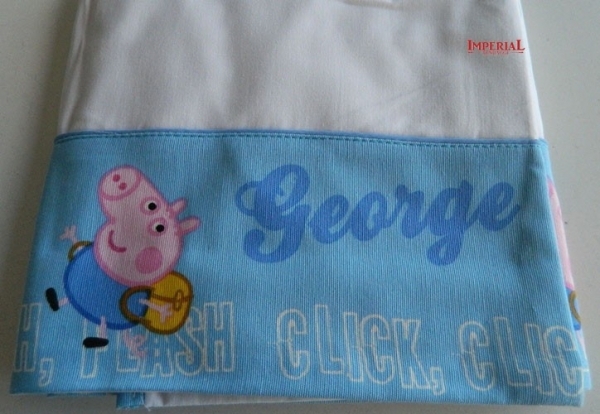 IMPERIAL
George
H, FLASH CLICK, CLIC